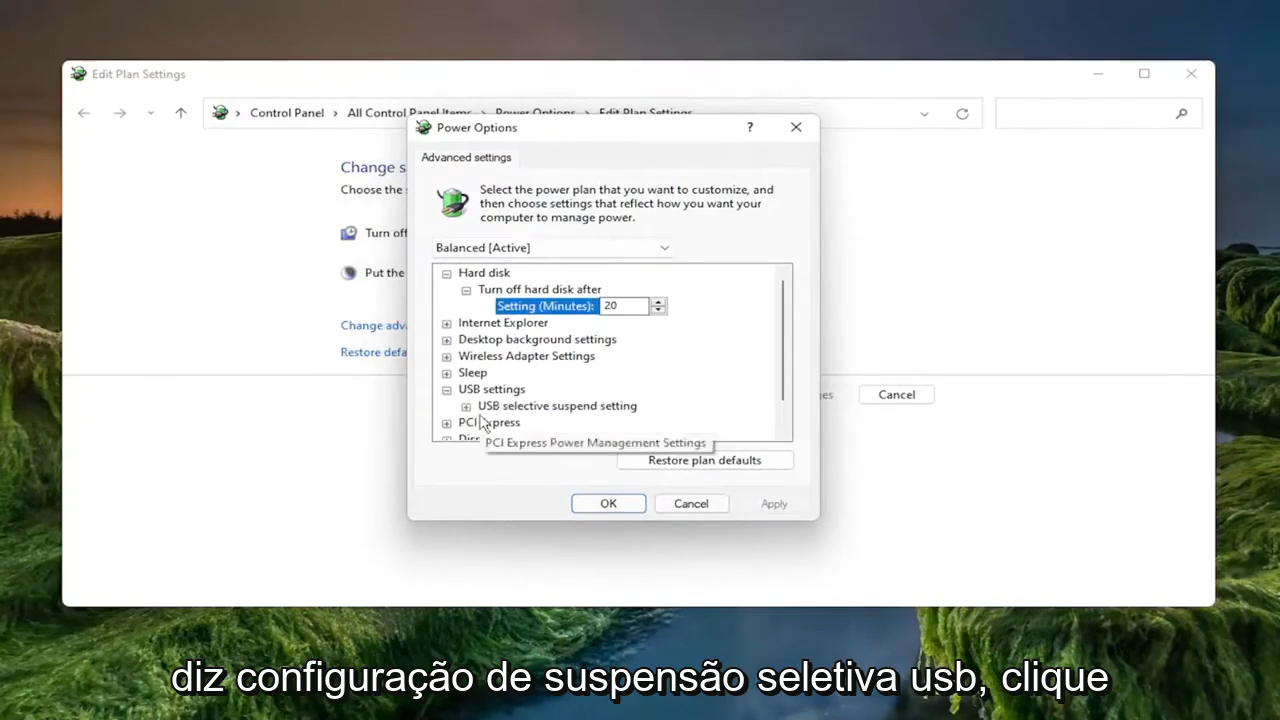 Edit Plan Settings
Control Panel › All Control Panel Items › Power Options › Edit Plan Settings
Power Options
Advanced settings
Change s
Choose the
Select the power plan that you want to customize, and
then choose settings that reflect how you want your
computer to manage power.
Turn off
Balanced [Active]
Put the
Hard disk
Turn off hard disk after
Setting (Minutes): 20
Internet Explorer
Change adv
Desktop background settings
Restore defa
Wireless Adapter Settings
Sleep
USB settings
Cancel
USB selective suspend setting
PCI Express
PCI Express Power Management Settings
Restore plan defaults
OK
Cancel
Apply
diz configuração de suspensão seletiva usb, clique